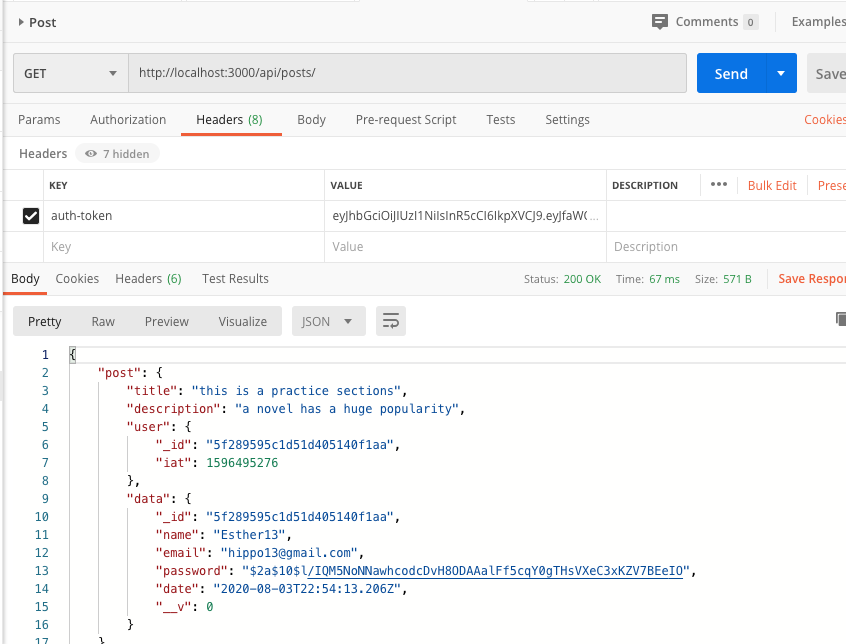 Post Comments 0 Examples
GET http://localhost:3000/api/posts/ Send Save
Params Authorization Headers (8) Body Pre-request Script Tests Settings Cookies
Headers 7 hidden
KEY VALUE DESCRIPTION ••• Bulk Edit Prese
auth-token eyJhbGciOiJIUzI1NiIsInR5cCI6IkpXVCJ9.eyJfaW(...
Key Value Description
Body Cookies Headers (6) Test Results Status: 200 OK Time: 67 ms Size: 571 B Save Respor
Pretty Raw Preview Visualize JSON
1 {
2 "post": {
3 "title": "this is a practice sections",
4 "description": "a novel has a huge popularity",
5 "user": {
6 "_id": "5f289595c1d51d405140f1aa",
7 "iat": 1596495276
8 },
9 "data": {
10 "_id": "5f289595c1d51d405140f1aa",
11 "name": "Esther13",
12 "email": "hippo13@gmail.com",
13 "password": "$2a$10$l/IQM5NoNNawhcodcDvH8ODAAalFf5cqY0gTHsVXeC3xKZV7BEeIO",
14 "date": "2020-08-03T22:54:13.206Z",
15 "__v": 0
16 }
17 }